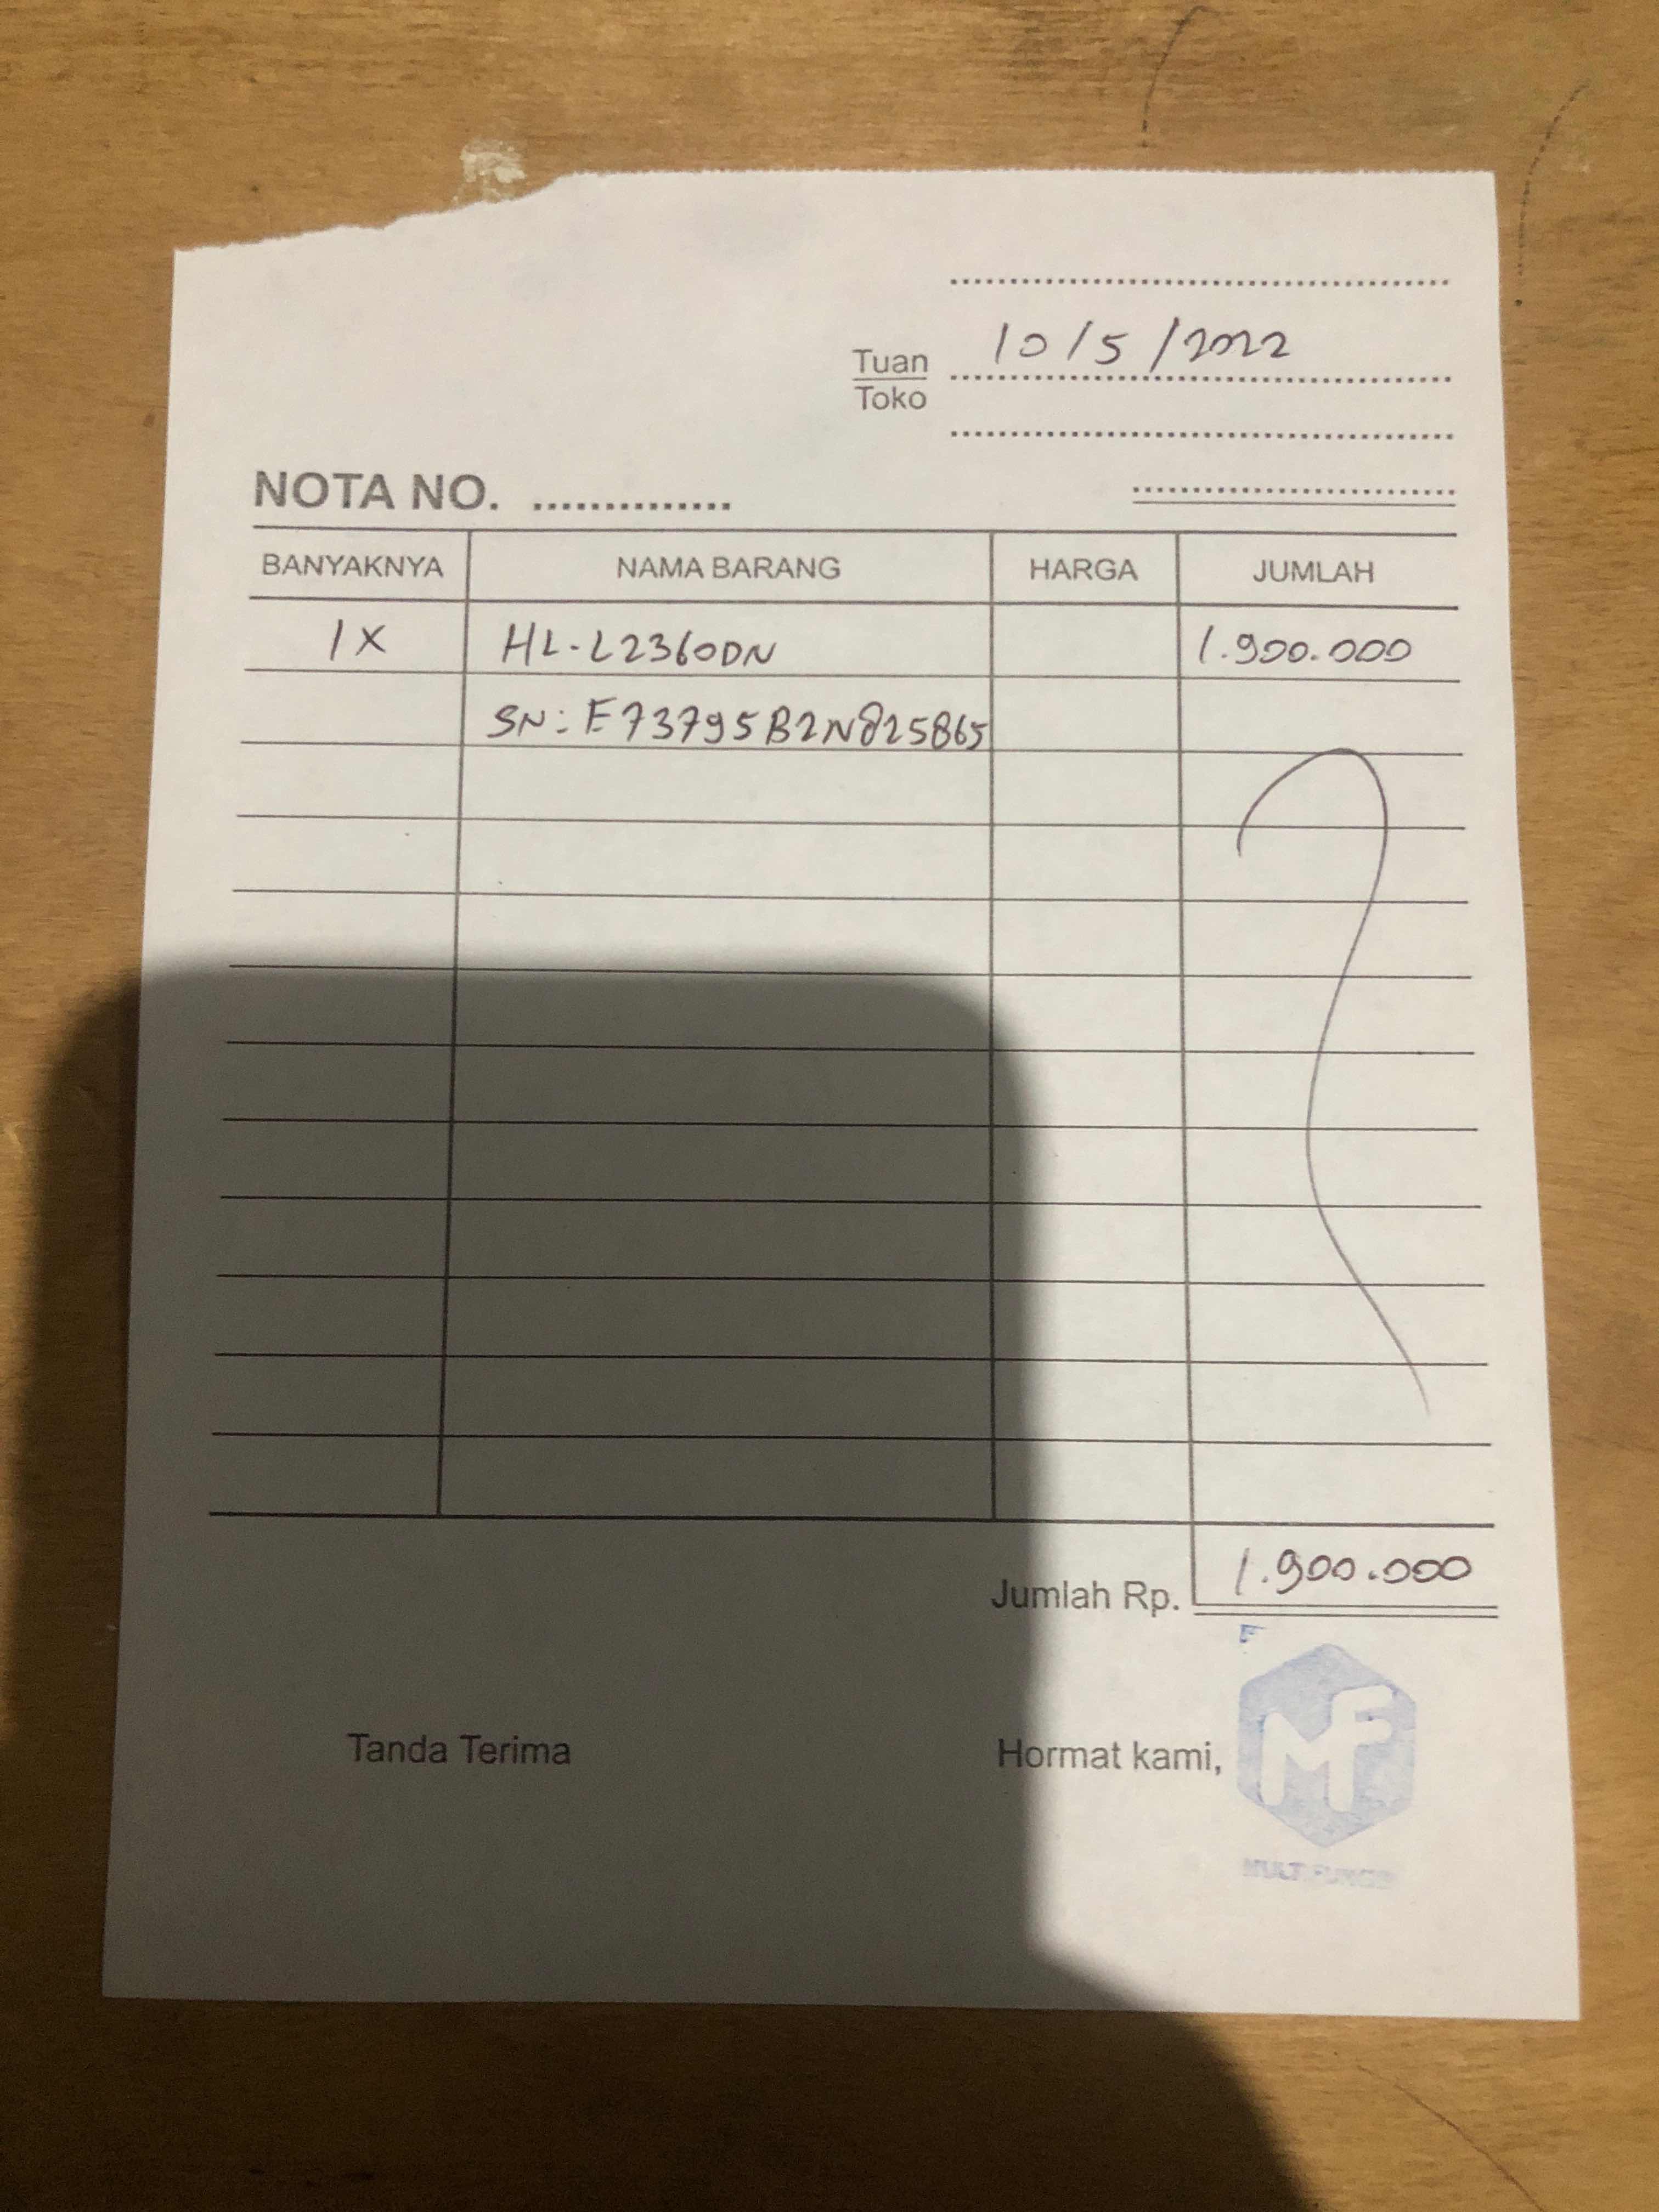 10/5/2022
Tuan
Toko
NOTA NO. ..............
BANYAKNYA NAMA BARANG HARGA JUMLAH
1X HL-L2360DN 1.900.000
SN: E73795B2N825865
Jumlah Rp. 1.900.000
Tanda Terima Hormat kami,
MF
MULTIFUNGSI